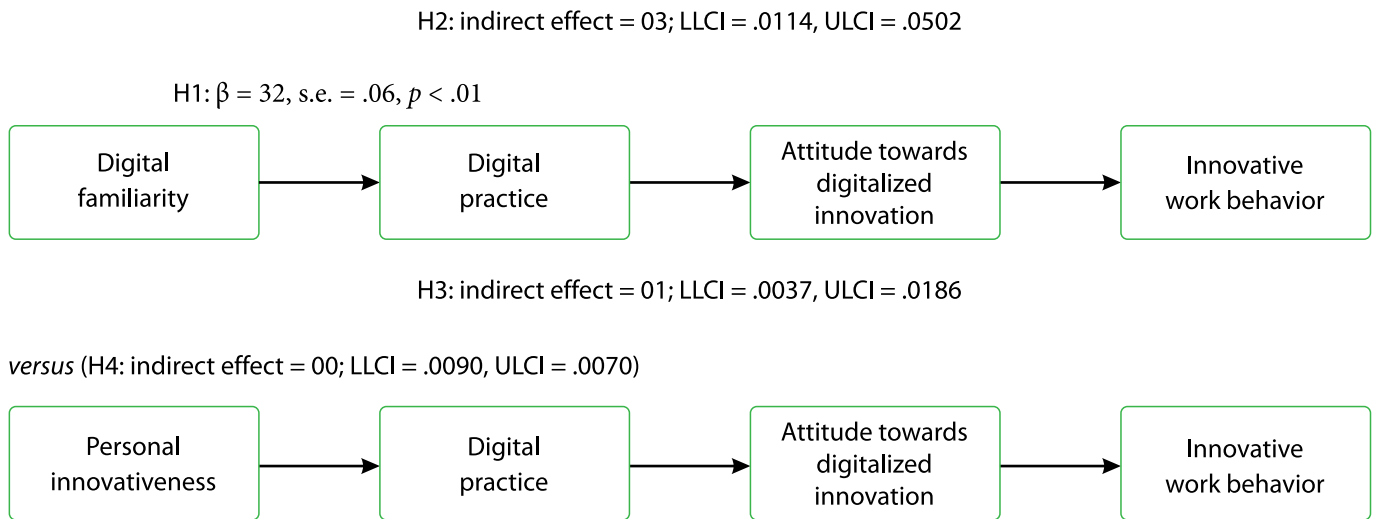 H2: indirect effect = 03; LLCI = .0114, ULCI = .0502
H1: β = 32, s.e. = .06, p < .01
Digital
familiarity
Digital
practice
Attitude towards
digitalized
innovation
Innovative
work behavior
H3: indirect effect = 01; LLCI = .0037, ULCI = .0186
versus (H4: indirect effect = 00; LLCI = .0090, ULCI = .0070)
Personal
innovativeness
Digital
practice
Attitude towards
digitalized
innovation
Innovative
work behavior